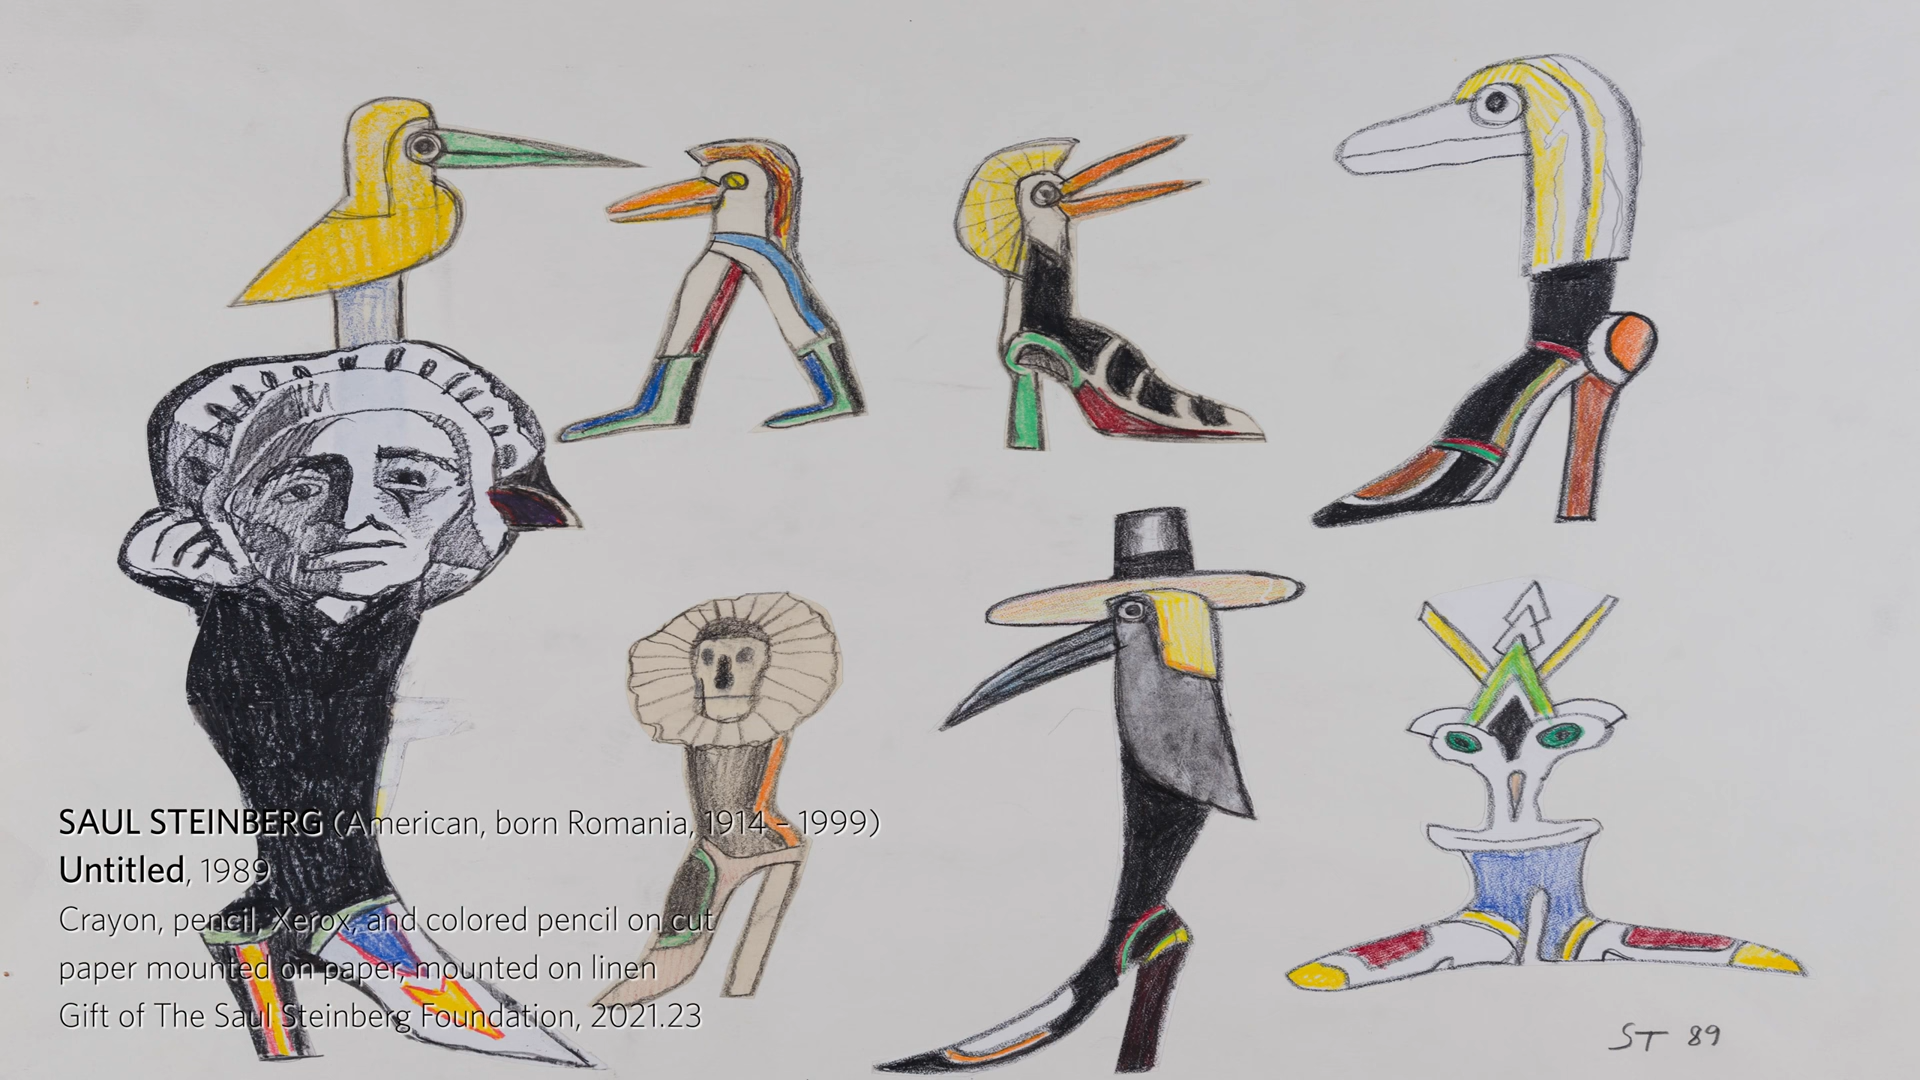 SAUL STEINBERG (American, born Romania, 1914 – 1999)
Untitled, 1989
Crayon, pencil, Xerox, and colored pencil on cut
paper mounted on paper, mounted on linen
Gift of The Saul Steinberg Foundation, 2021.23
ST 89